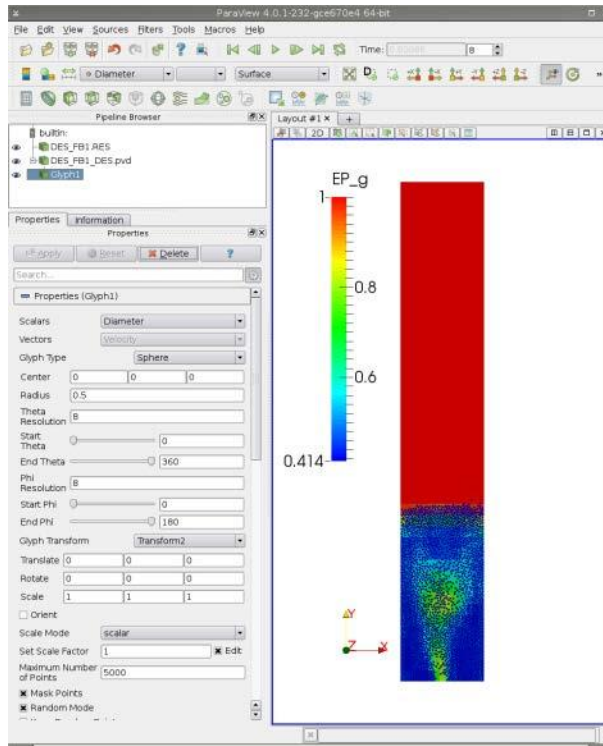 ParaView 4.0.1-232-gce670e4 64-bit
File Edit View Sources Filters Tools Macros Help
Time: 8
Diameter Surface
Pipeline Browser
Layout #1 × +
2D
builtin:
DES_FB1.RES
DES_FB1_DES.pvd
Glyph1
Properties Information
Properties
Apply Reset Delete ?
Search...
Properties (Glyph1)
Scalars Diameter
Vectors Velocity
Glyph Type Sphere
Center 0 0 0
Radius 0.5
Theta
Resolution 8
Start
Theta 0
End Theta 360
Phi
Resolution 8
Start Phi 0
End Phi 180
Glyph Transform Transform2
Translate 0 0 0
Rotate 0 0 0
Scale 1 1 1
Orient
Scale Mode scalar
Set Scale Factor 1 Edit
Maximum Number
of Points 5000
Mask Points
Random Mode
EP_g
1
0.8
0.6
0.414
Y
Z X